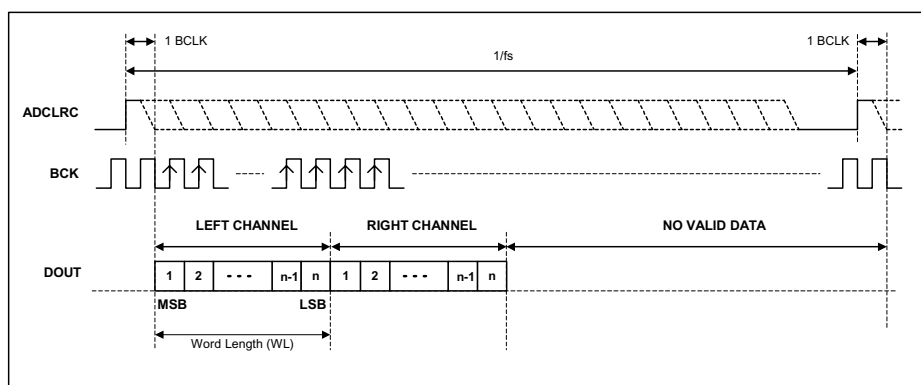 1 BCLK
1 BCLK
1/fs
ADCLRC
BCK
LEFT CHANNEL
RIGHT CHANNEL
NO VALID DATA
DOUT
1 2 - - - n-1 n 1 2 - - - n-1 n
MSB
LSB
Word Length (WL)